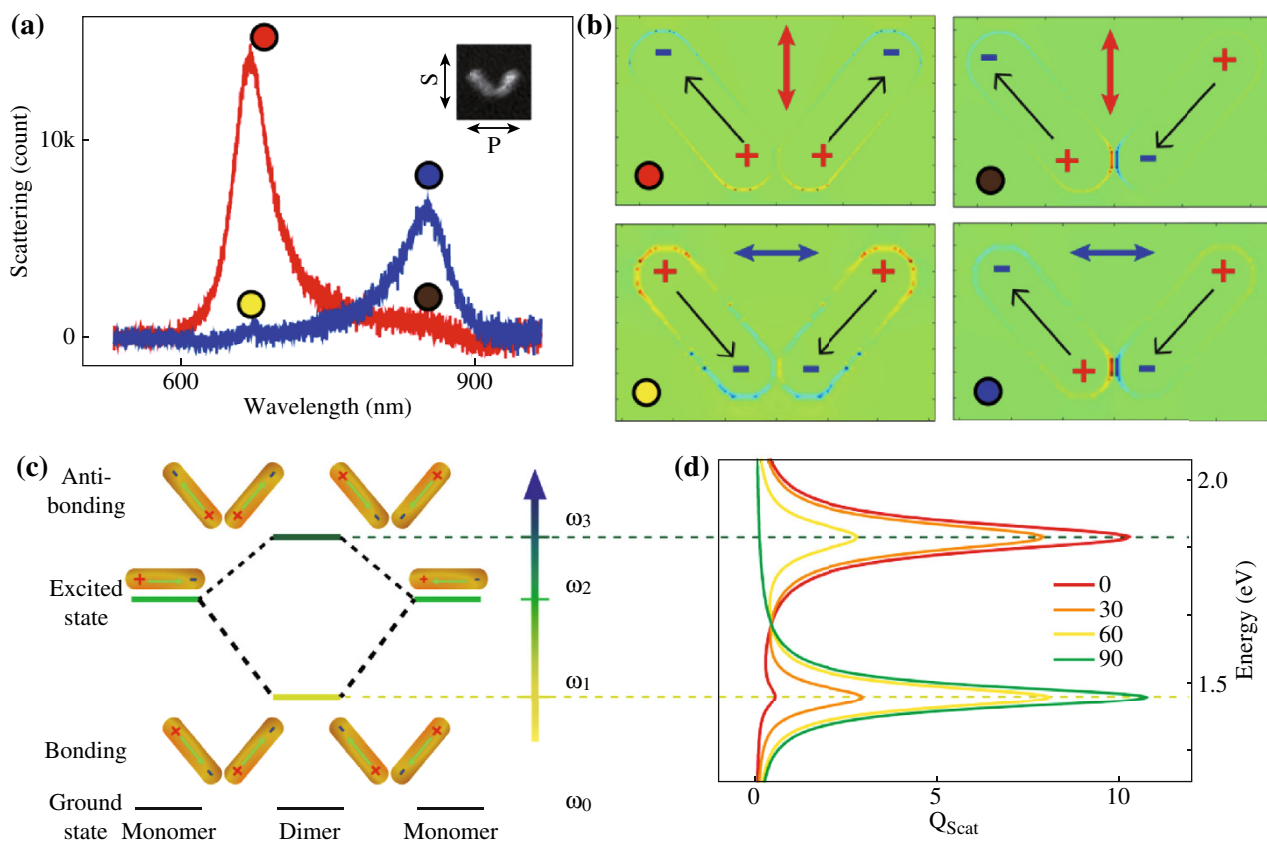 (a)
Scattering (count)
10k
0
S
P
600
900
Wavelength (nm)
(b)
- - - +
+ + + -
+ + - +
- - + -
(c)
Anti-
bonding
Excited
state
Bonding
Ground
state
Monomer
Dimer
Monomer
ω3
ω2
ω1
ω0
(d)
0
30
60
90
2.0
1.5
Energy (eV)
0
5
10
QScat